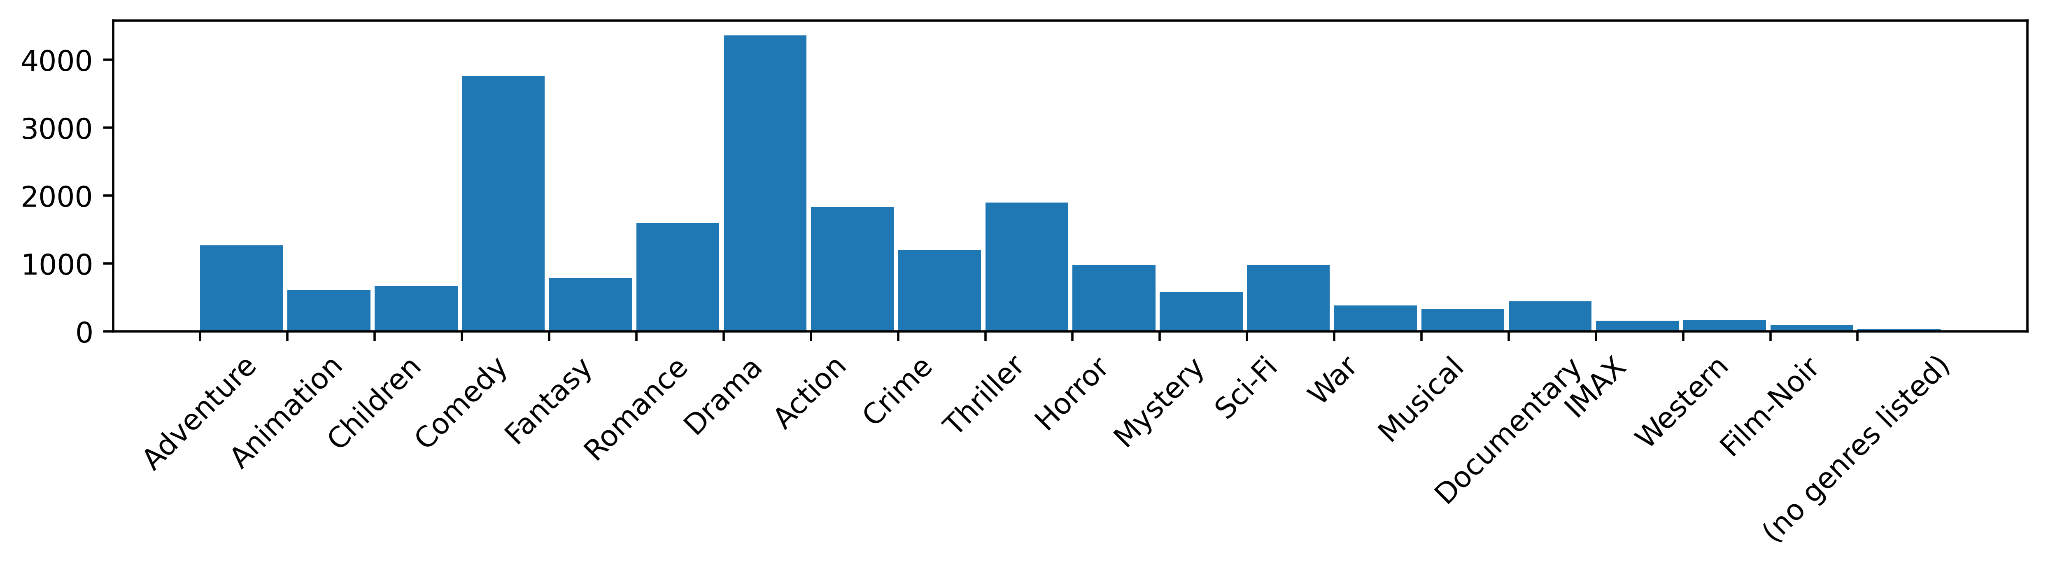 4000
3000
2000
1000
0
Adventure
Animation
Children
Comedy
Fantasy
Romance
Drama
Action
Crime
Thriller
Horror
Mystery
Sci-Fi
War
Musical
Documentary
IMAX
Western
Film-Noir
(no genres listed)